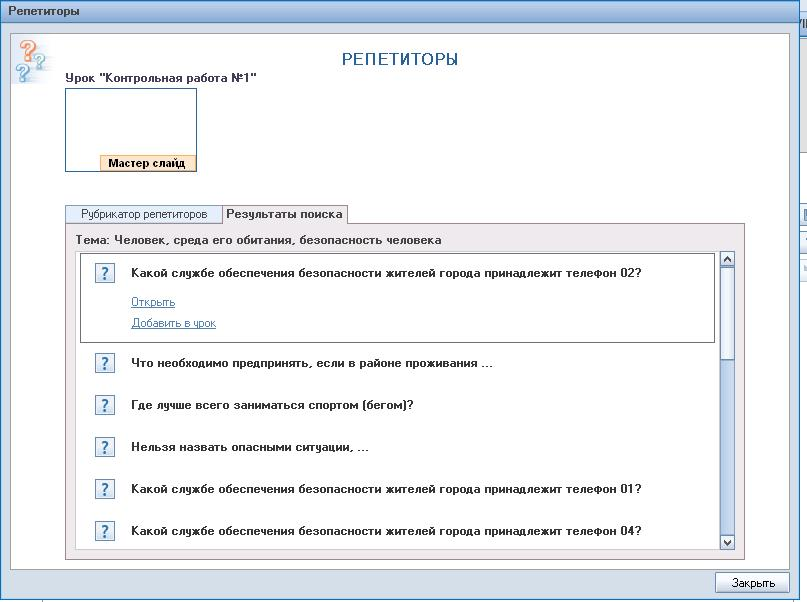 Репетиторы
РЕПЕТИТОРЫ
Урок "Контрольная работа №1"
Мастер слайд
Рубрикатор репетиторов
Результаты поиска
Тема: Человек, среда его обитания, безопасность человека
Какой службе обеспечения безопасности жителей города принадлежит телефон 02?
Открыть
Добавить в урок
Что необходимо предпринять, если в районе проживания ...
Где лучше всего заниматься спортом (бегом)?
Нельзя назвать опасными ситуации, ...
Какой службе обеспечения безопасности жителей города принадлежит телефон 01?
Какой службе обеспечения безопасности жителей города принадлежит телефон 04?
Закрыть